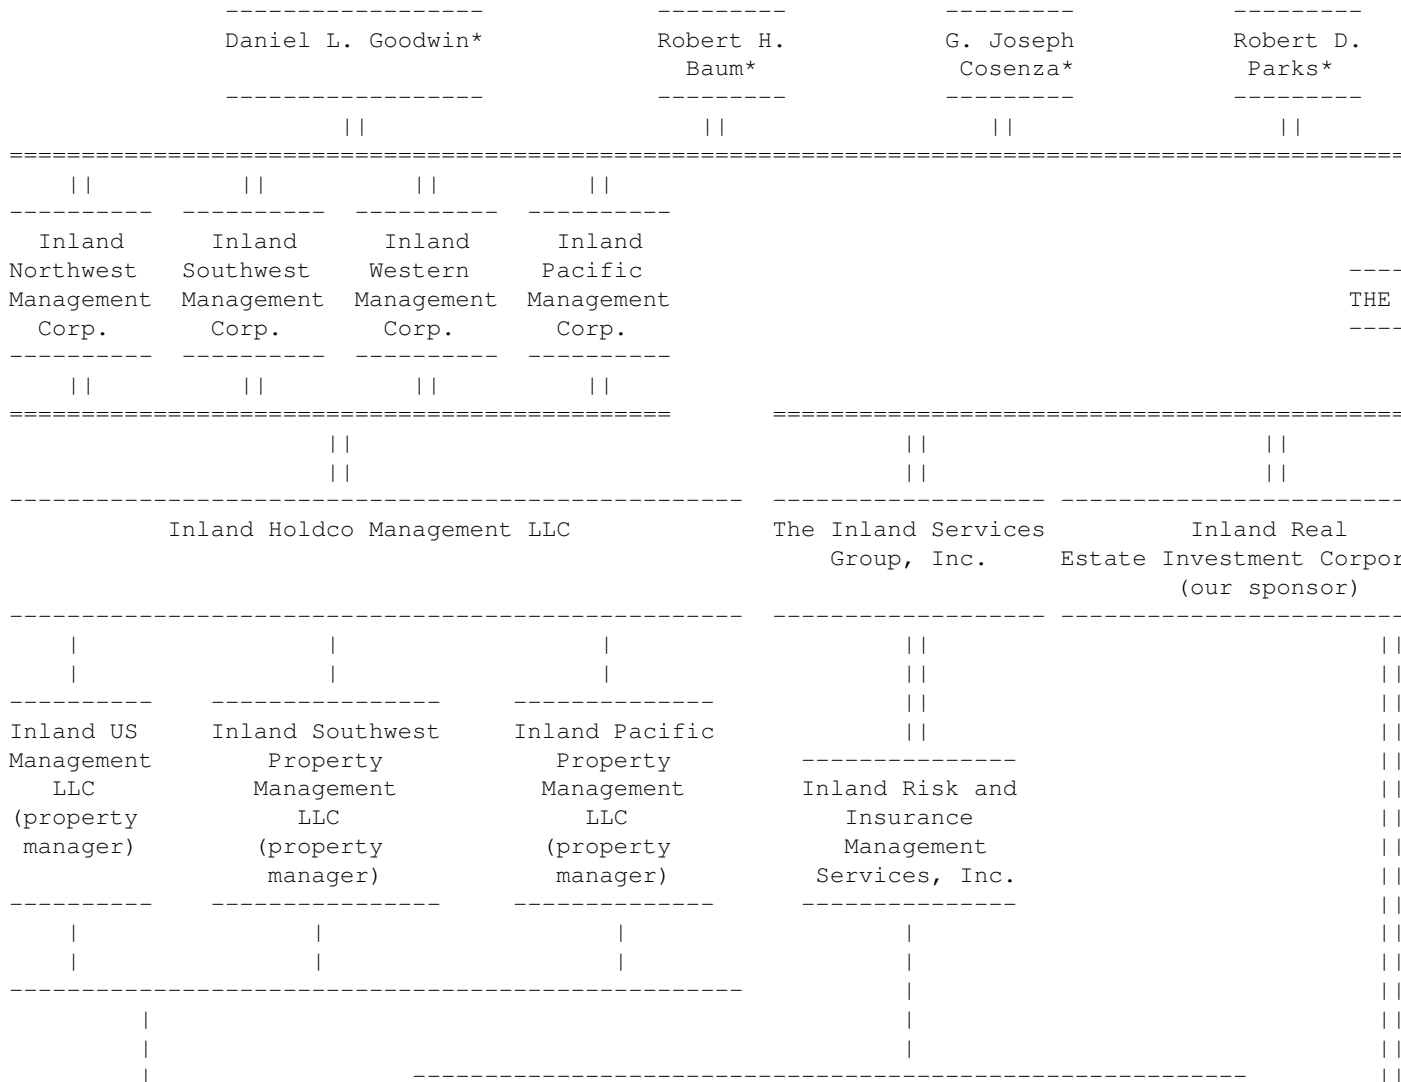 Daniel L. Goodwin* Robert H. G. Joseph Robert D.
Baum* Cosenza* Parks*
Inland Inland Inland Inland
Northwest Southwest Western Pacific
Management Management Management Management THE
Corp. Corp. Corp. Corp.
Inland Holdco Management LLC The Inland Services Inland Real
Group, Inc. Estate Investment Corpor
(our sponsor)
Inland US Inland Southwest Inland Pacific
Management Property Property
LLC Management Management Inland Risk and
(property LLC LLC Insurance
manager) (property (property Management
manager) manager) Services, Inc.